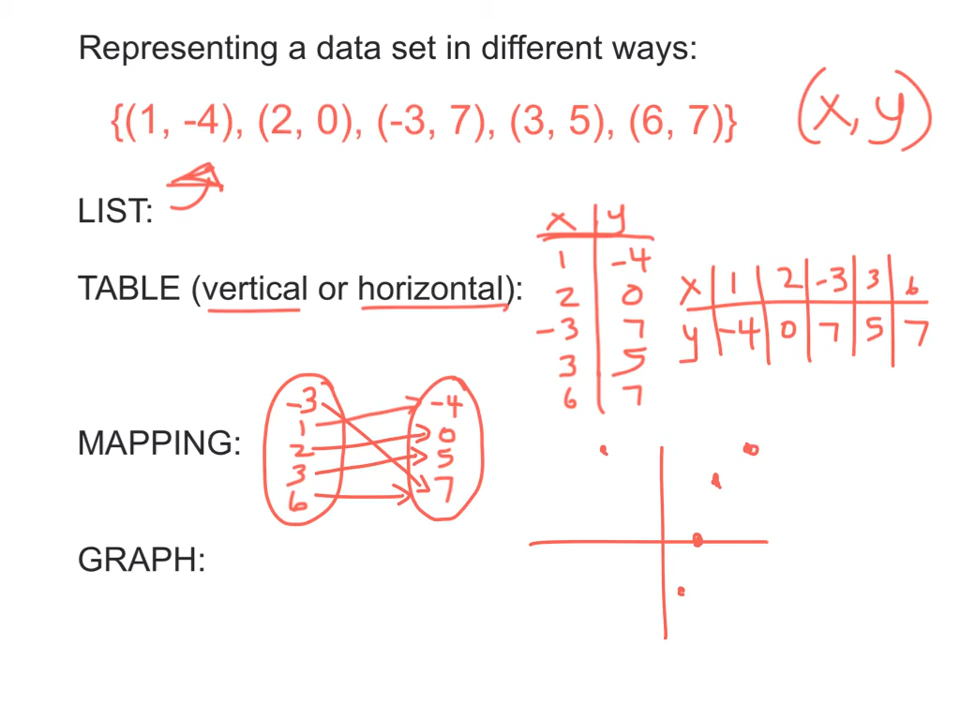 Representing a data set in different ways:
{(1, -4), (2, 0), (-3, 7), (3, 5), (6, 7)} (x, y)
LIST:
TABLE (vertical or horizontal):
x y
1 -4
2 0
-3 7
3 5
6 7
x 1 2 -3 3 6
y -4 0 7 5 7
MAPPING:
-3 -4
1 0
2 5
3 7
6
GRAPH: